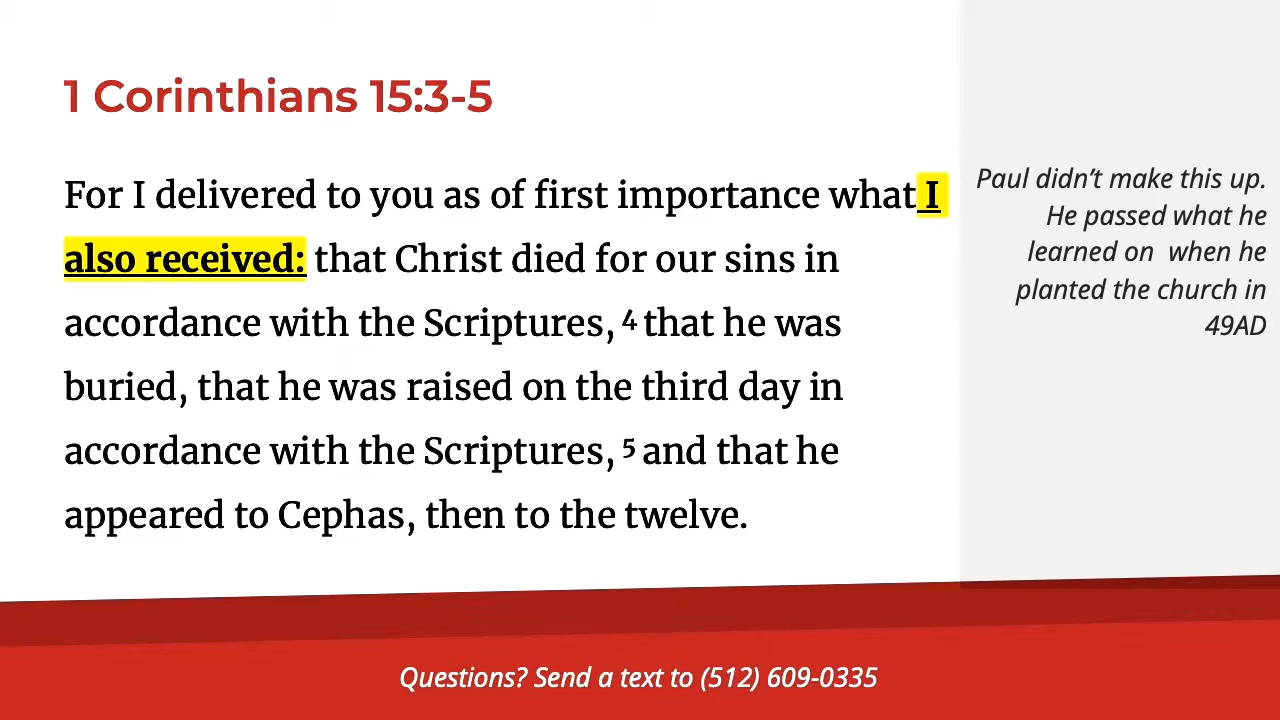 1 Corinthians 15:3-5
For I delivered to you as of first importance what I
also received: that Christ died for our sins in
accordance with the Scriptures, 4 that he was
buried, that he was raised on the third day in
accordance with the Scriptures, 5 and that he
appeared to Cephas, then to the twelve.
Paul didn't make this up.
He passed what he
learned on when he
planted the church in
49AD
Questions? Send a text to (512) 609-0335